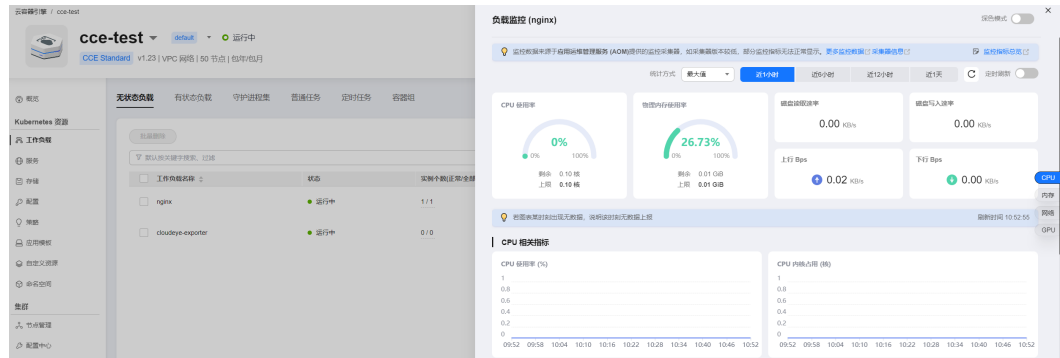 云容器引擎 / cce-test
cce-test default 运行中
CCE Standard v1.23 | VPC 网络 | 50 节点 | 包年/包月
概览
Kubernetes 资源
工作负载
服务
存储
配置
策略
应用模板
自定义资源
命名空间
集群
节点管理
配置中心
无状态负载 有状态负载 守护进程集 普通任务 定时任务 容器组
批量删除
默认按关键字搜索、过滤
工作负载名称 状态 实例个数(正常/全部
nginx 运行中 1 / 1
cloudeye-exporter 运行中 0 / 0
负载监控 (nginx) 深色模式
监控数据来源于应用运维管理服务 (AOM)提供的监控采集器，如采集器版本较低，部分监控指标无法正常显示。更多监控数据 采集器信息 监控指标总览
统计方式 最大值 近1小时 近6小时 近12小时 近1天 定时刷新
CPU 使用率
0%
0% 100%
剩余 0.10 核
上限 0.10 核
物理内存使用率
26.73%
0% 100%
剩余 0.01 GiB
上限 0.01 GiB
磁盘读取速率
0.00 KB/s
磁盘写入速率
0.00 KB/s
上行 Bps
0.02 KB/s
下行 Bps
0.00 KB/s
CPU
内存
网络
GPU
若图表某时刻出现无数据，说明该时刻无数据上报 刷新时间 10:52:55
CPU 相关指标
CPU 使用率 (%)
1
0.8
0.6
0.4
0.2
0
09:52 09:58 10:04 10:10 10:16 10:22 10:28 10:34 10:40 10:46 10:52
CPU 内核占用 (核)
1
0.8
0.6
0.4
0.2
0
09:52 09:58 10:04 10:10 10:16 10:22 10:28 10:34 10:40 10:46 10:52